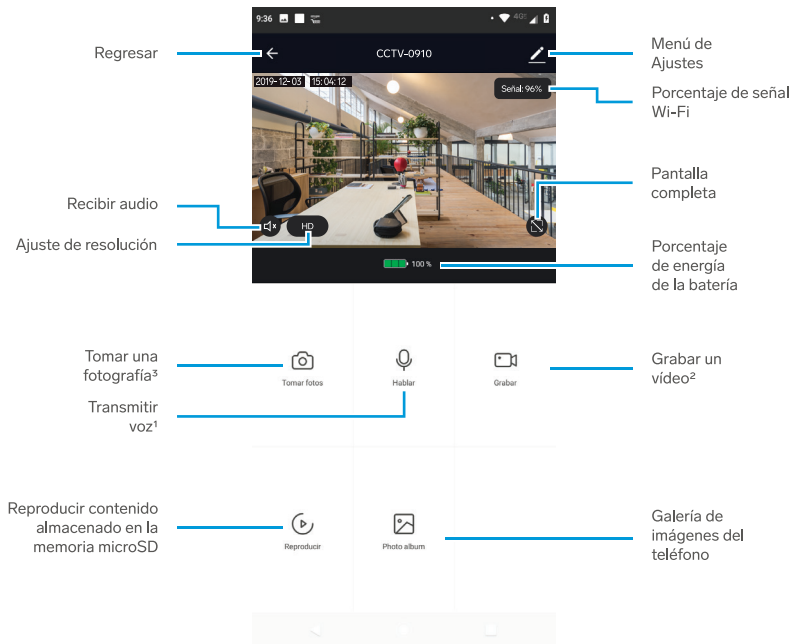 9:36
4G
CCTV-0910
Regresar
Menú de
Ajustes
2019-12-03 15:04:12
Señal: 96%
Porcentaje de señal
Wi-Fi
Pantalla
completa
Recibir audio
HD
Ajuste de resolución
100 %
Porcentaje
de energía
de la batería
Tomar una
fotografía³
Tomar fotos
Hablar
Grabar
Grabar un
vídeo²
Transmitir
voz¹
Reproducir contenido
almacenado en la
memoria microSD
Reproducir
Photo album
Galería de
imágenes del
teléfono